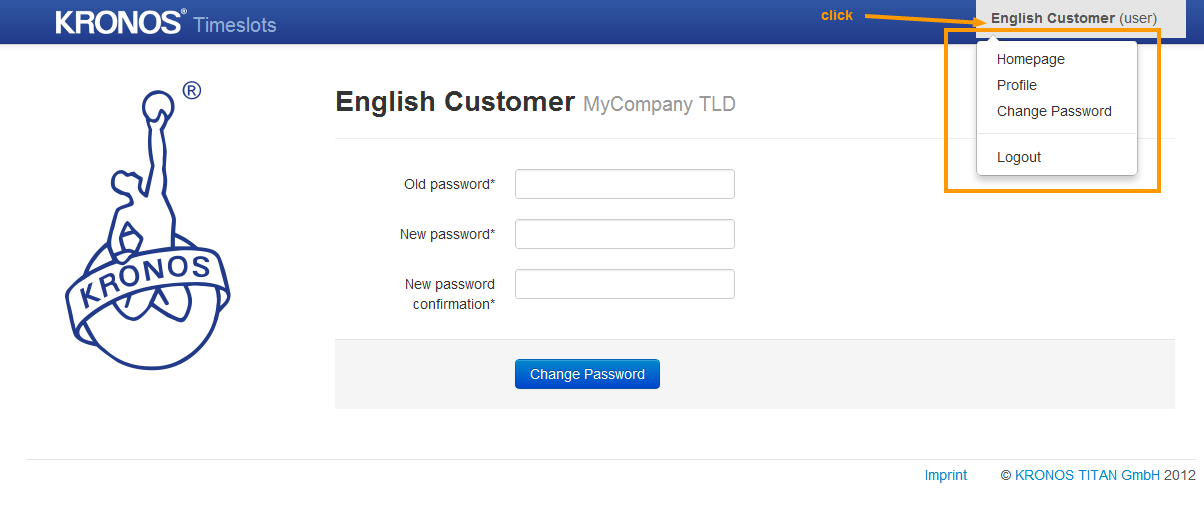 KRONOS® Timeslots
click
English Customer (user)
Homepage
Profile
Change Password
Logout
®
KRONOS
English Customer MyCompany TLD
Old password*
New password*
New password
confirmation*
Change Password
Imprint © KRONOS TITAN GmbH 2012